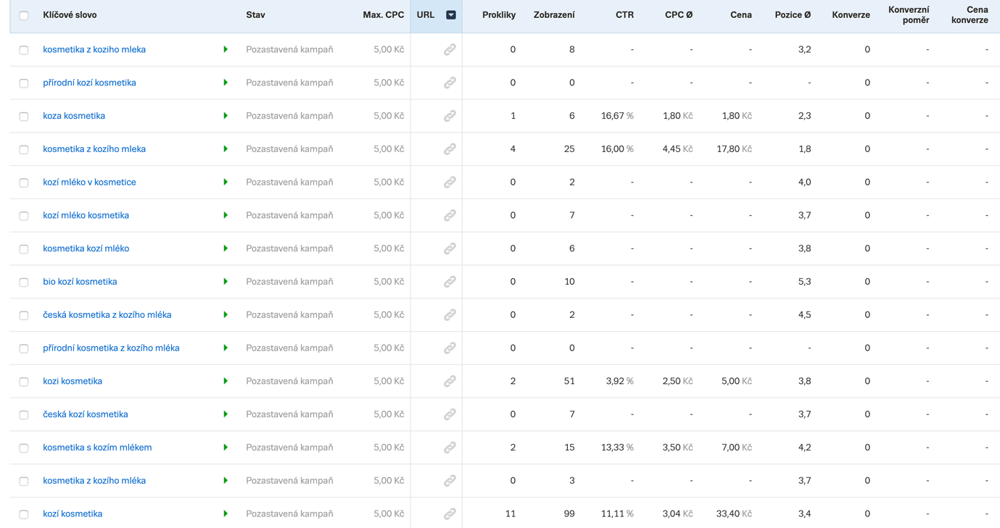 Klíčové slovo Stav Max. CPC URL Prokliky Zobrazení CTR CPC Ø Cena Pozice Ø Konverze Konverzní poměr Cena konverze
kosmetika z koziho mleka Pozastavená kampaň 5,00 Kč 0 8 - - - 3,2 0 - -
přírodní kozí kosmetika Pozastavená kampaň 5,00 Kč 0 0 - - - - 0 - -
koza kosmetika Pozastavená kampaň 5,00 Kč 1 6 16,67 % 1,80 Kč 1,80 Kč 2,3 0 - -
kosmetika z kozího mleka Pozastavená kampaň 5,00 Kč 4 25 16,00 % 4,45 Kč 17,80 Kč 1,8 0 - -
kozí mléko v kosmetice Pozastavená kampaň 5,00 Kč 0 2 - - - 4,0 0 - -
kozí mléko kosmetika Pozastavená kampaň 5,00 Kč 0 7 - - - 3,7 0 - -
kosmetika kozí mléko Pozastavená kampaň 5,00 Kč 0 6 - - - 3,8 0 - -
bio kozí kosmetika Pozastavená kampaň 5,00 Kč 0 10 - - - 5,3 0 - -
česká kosmetika z kozího mléka Pozastavená kampaň 5,00 Kč 0 2 - - - 4,5 0 - -
přírodní kosmetika z kozího mléka Pozastavená kampaň 5,00 Kč 0 0 - - - - 0 - -
kozi kosmetika Pozastavená kampaň 5,00 Kč 2 51 3,92 % 2,50 Kč 5,00 Kč 3,8 0 - -
česká kozí kosmetika Pozastavená kampaň 5,00 Kč 0 7 - - - 3,7 0 - -
kosmetika s kozím mlékem Pozastavená kampaň 5,00 Kč 2 15 13,33 % 3,50 Kč 7,00 Kč 4,2 0 - -
kosmetika z kozího mléka Pozastavená kampaň 5,00 Kč 0 3 - - - 3,7 0 - -
kozí kosmetika Pozastavená kampaň 5,00 Kč 11 99 11,11 % 3,04 Kč 33,40 Kč 3,4 0 - -